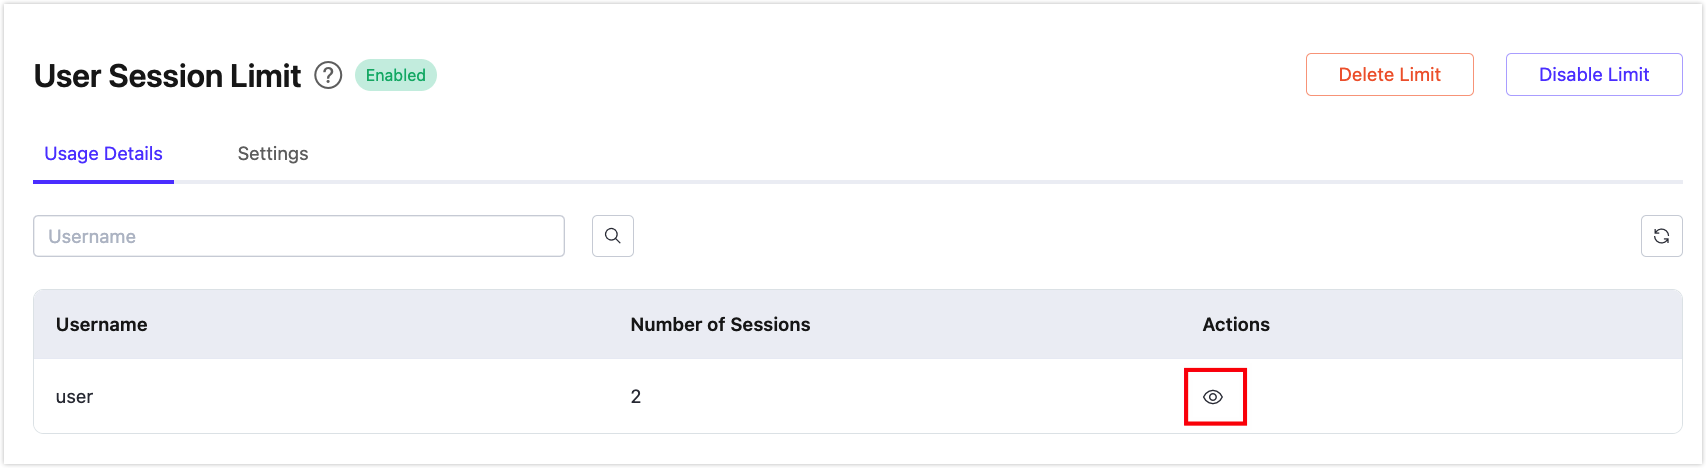 User Session Limit ? Enabled Delete Limit Disable Limit
Usage Details Settings
Username
Username Number of Sessions Actions
user 2